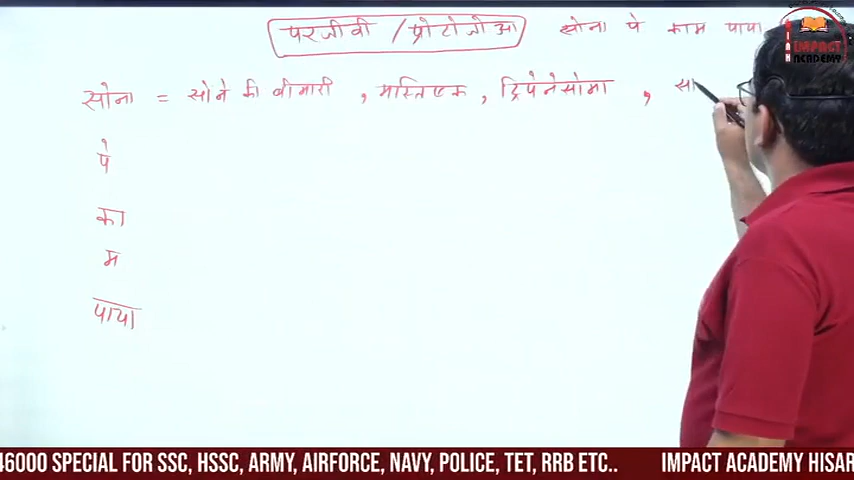 परजीवी / प्रोटोजोआ सोना पे काम पाया
सोना = सोने की बीमारी , मस्तिष्क , ट्रिपेनेसोमा , सा
पे
का
म
पाया
IMPACT
ACADEMY
46000 SPECIAL FOR SSC, HSSC, ARMY, AIRFORCE, NAVY, POLICE, TET, RRB ETC.. IMPACT ACADEMY HISAR